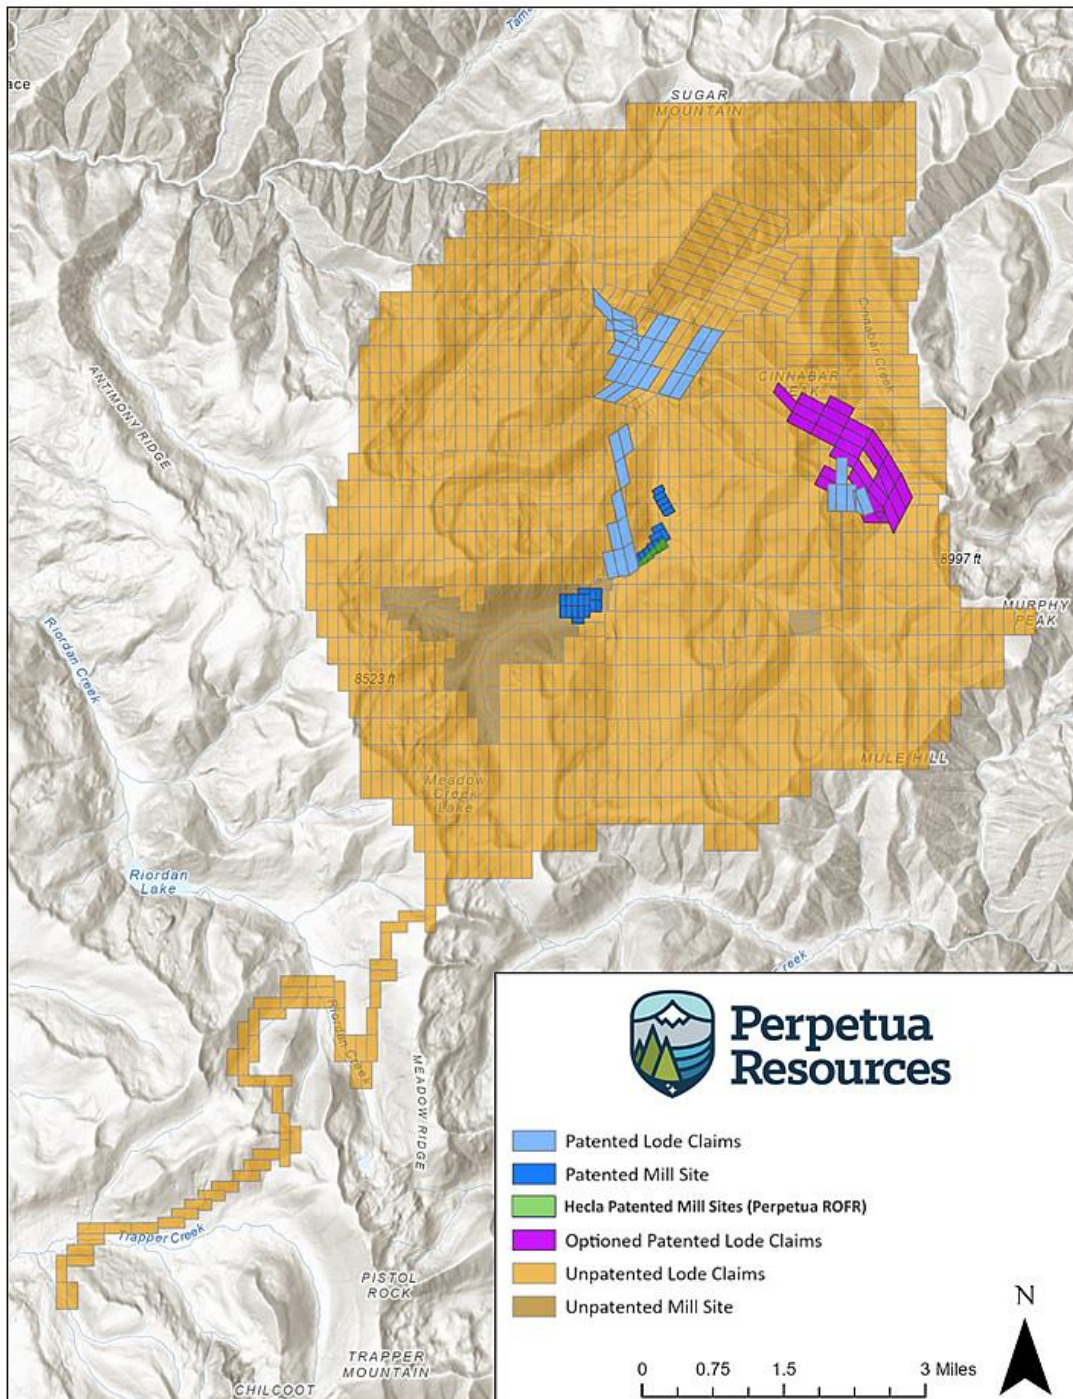 Tama
ace
SUGAR
MOUNTAIN
Cinnabar Creek
CINNABAR
PEAK
ANTIMONY RIDGE
8997 ft
MURPHY
PEAK
Riordan Creek
8523 ft
MULE HILL
Meadow
Creek
Lake
Riordan
Lake
Creek
Riordan Creek
MEADOW RIDGE
Trapper Creek
PISTOL
ROCK
TRAPPER
MOUNTAIN
CHILCOOT
Perpetua
Resources
Patented Lode Claims
Patented Mill Site
Hecla Patented Mill Sites (Perpetua ROFR)
Optioned Patented Lode Claims
Unpatented Lode Claims
Unpatented Mill Site
N
0 0.75 1.5 3 Miles